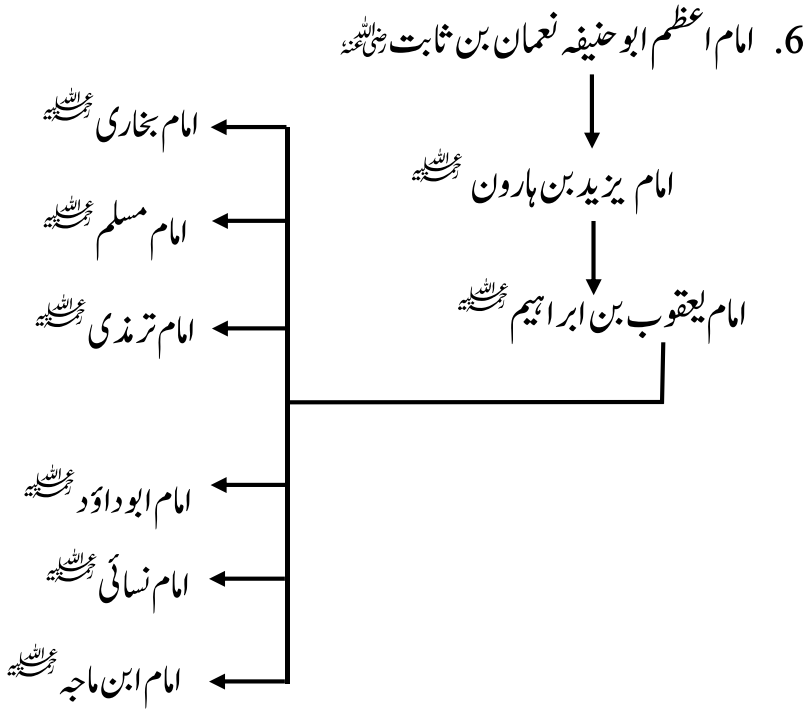 6. امام اعظم ابو حنیفہ نعمان بن ثابت رضی اللہ عنہ
امام یزید بن ہارون رحمۃ اللہ علیہ
امام یعقوب بن ابراہیم رحمۃ اللہ علیہ
امام بخاری رحمۃ اللہ علیہ
امام مسلم رحمۃ اللہ علیہ
امام ترمذی رحمۃ اللہ علیہ
امام ابو داؤد رحمۃ اللہ علیہ
امام نسائی رحمۃ اللہ علیہ
امام ابن ماجہ رحمۃ اللہ علیہ